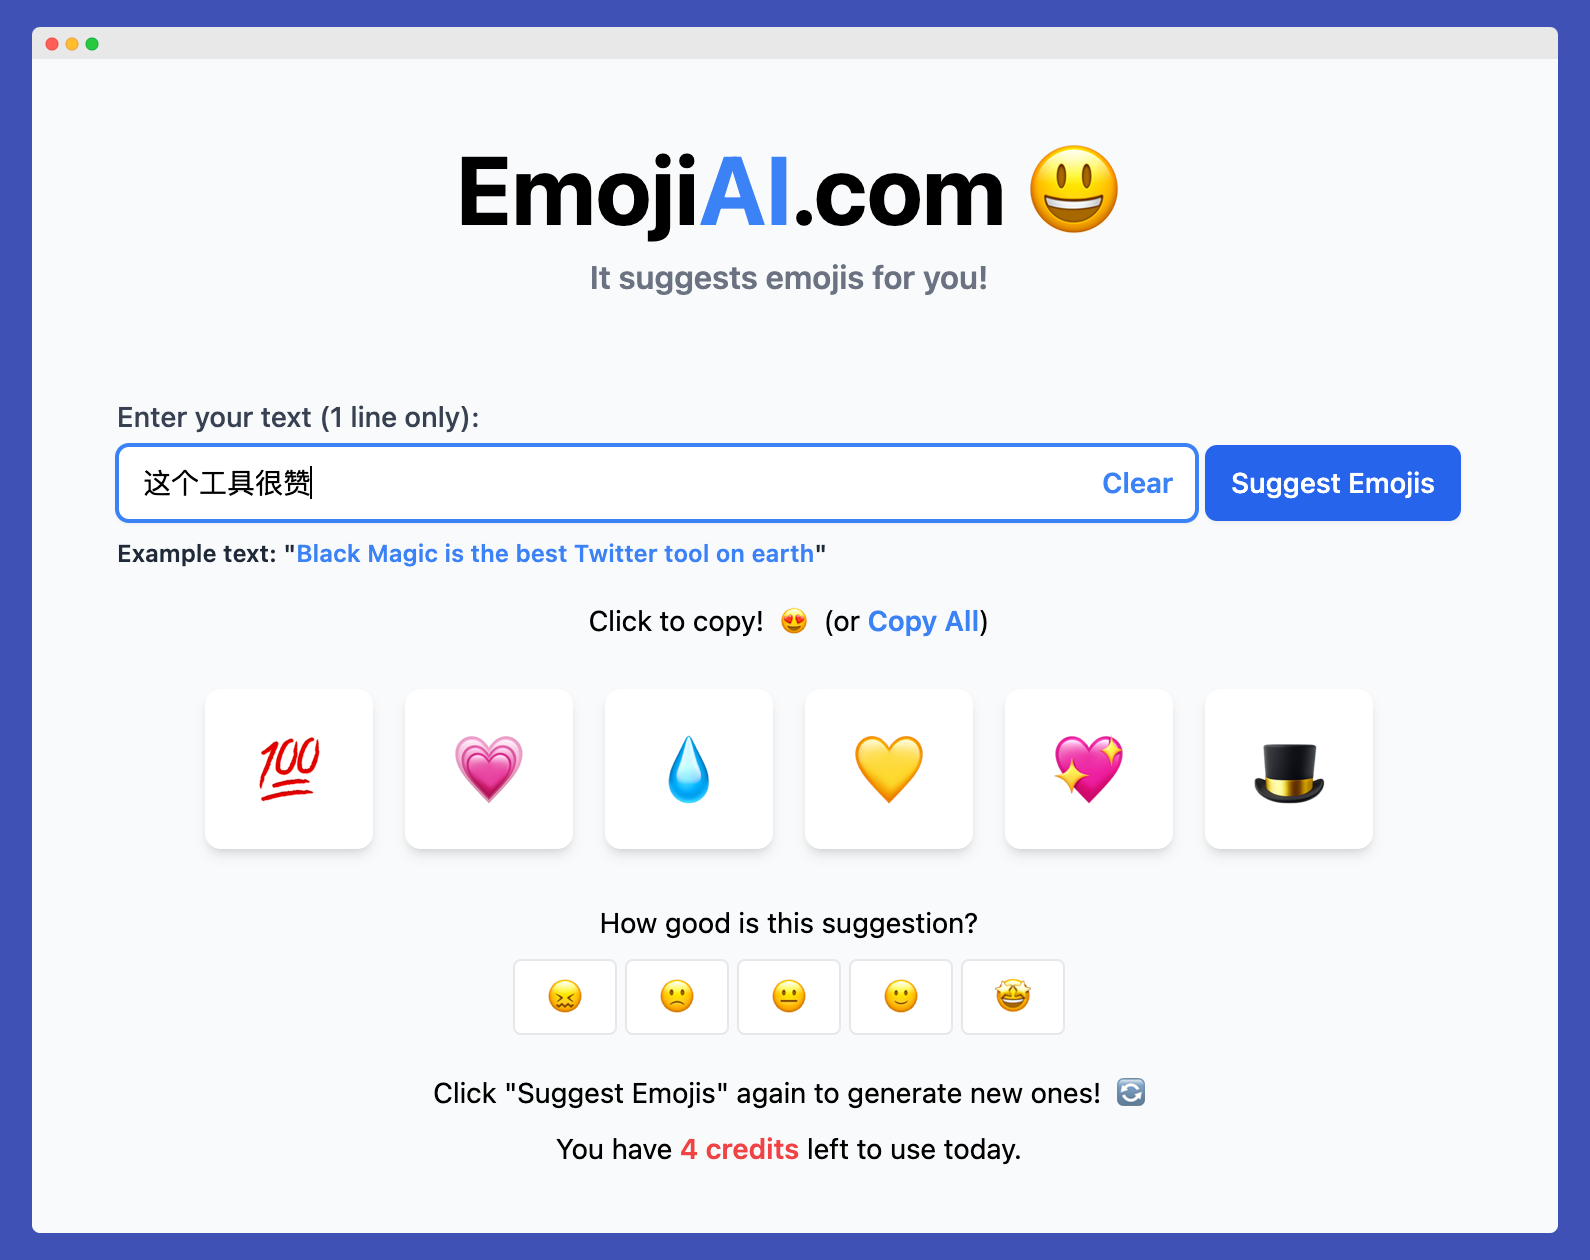 EmojiAI.com 😃
It suggests emojis for you!
Enter your text (1 line only):
这个工具很赞
Clear
Suggest Emojis
Example text: "Black Magic is the best Twitter tool on earth"
Click to copy! 😍 (or Copy All)
💯 💗 💧 💛 💖 🎩
How good is this suggestion?
😖 🙁 😐 🙂 🤩
Click "Suggest Emojis" again to generate new ones! 🔄
You have 4 credits left to use today.